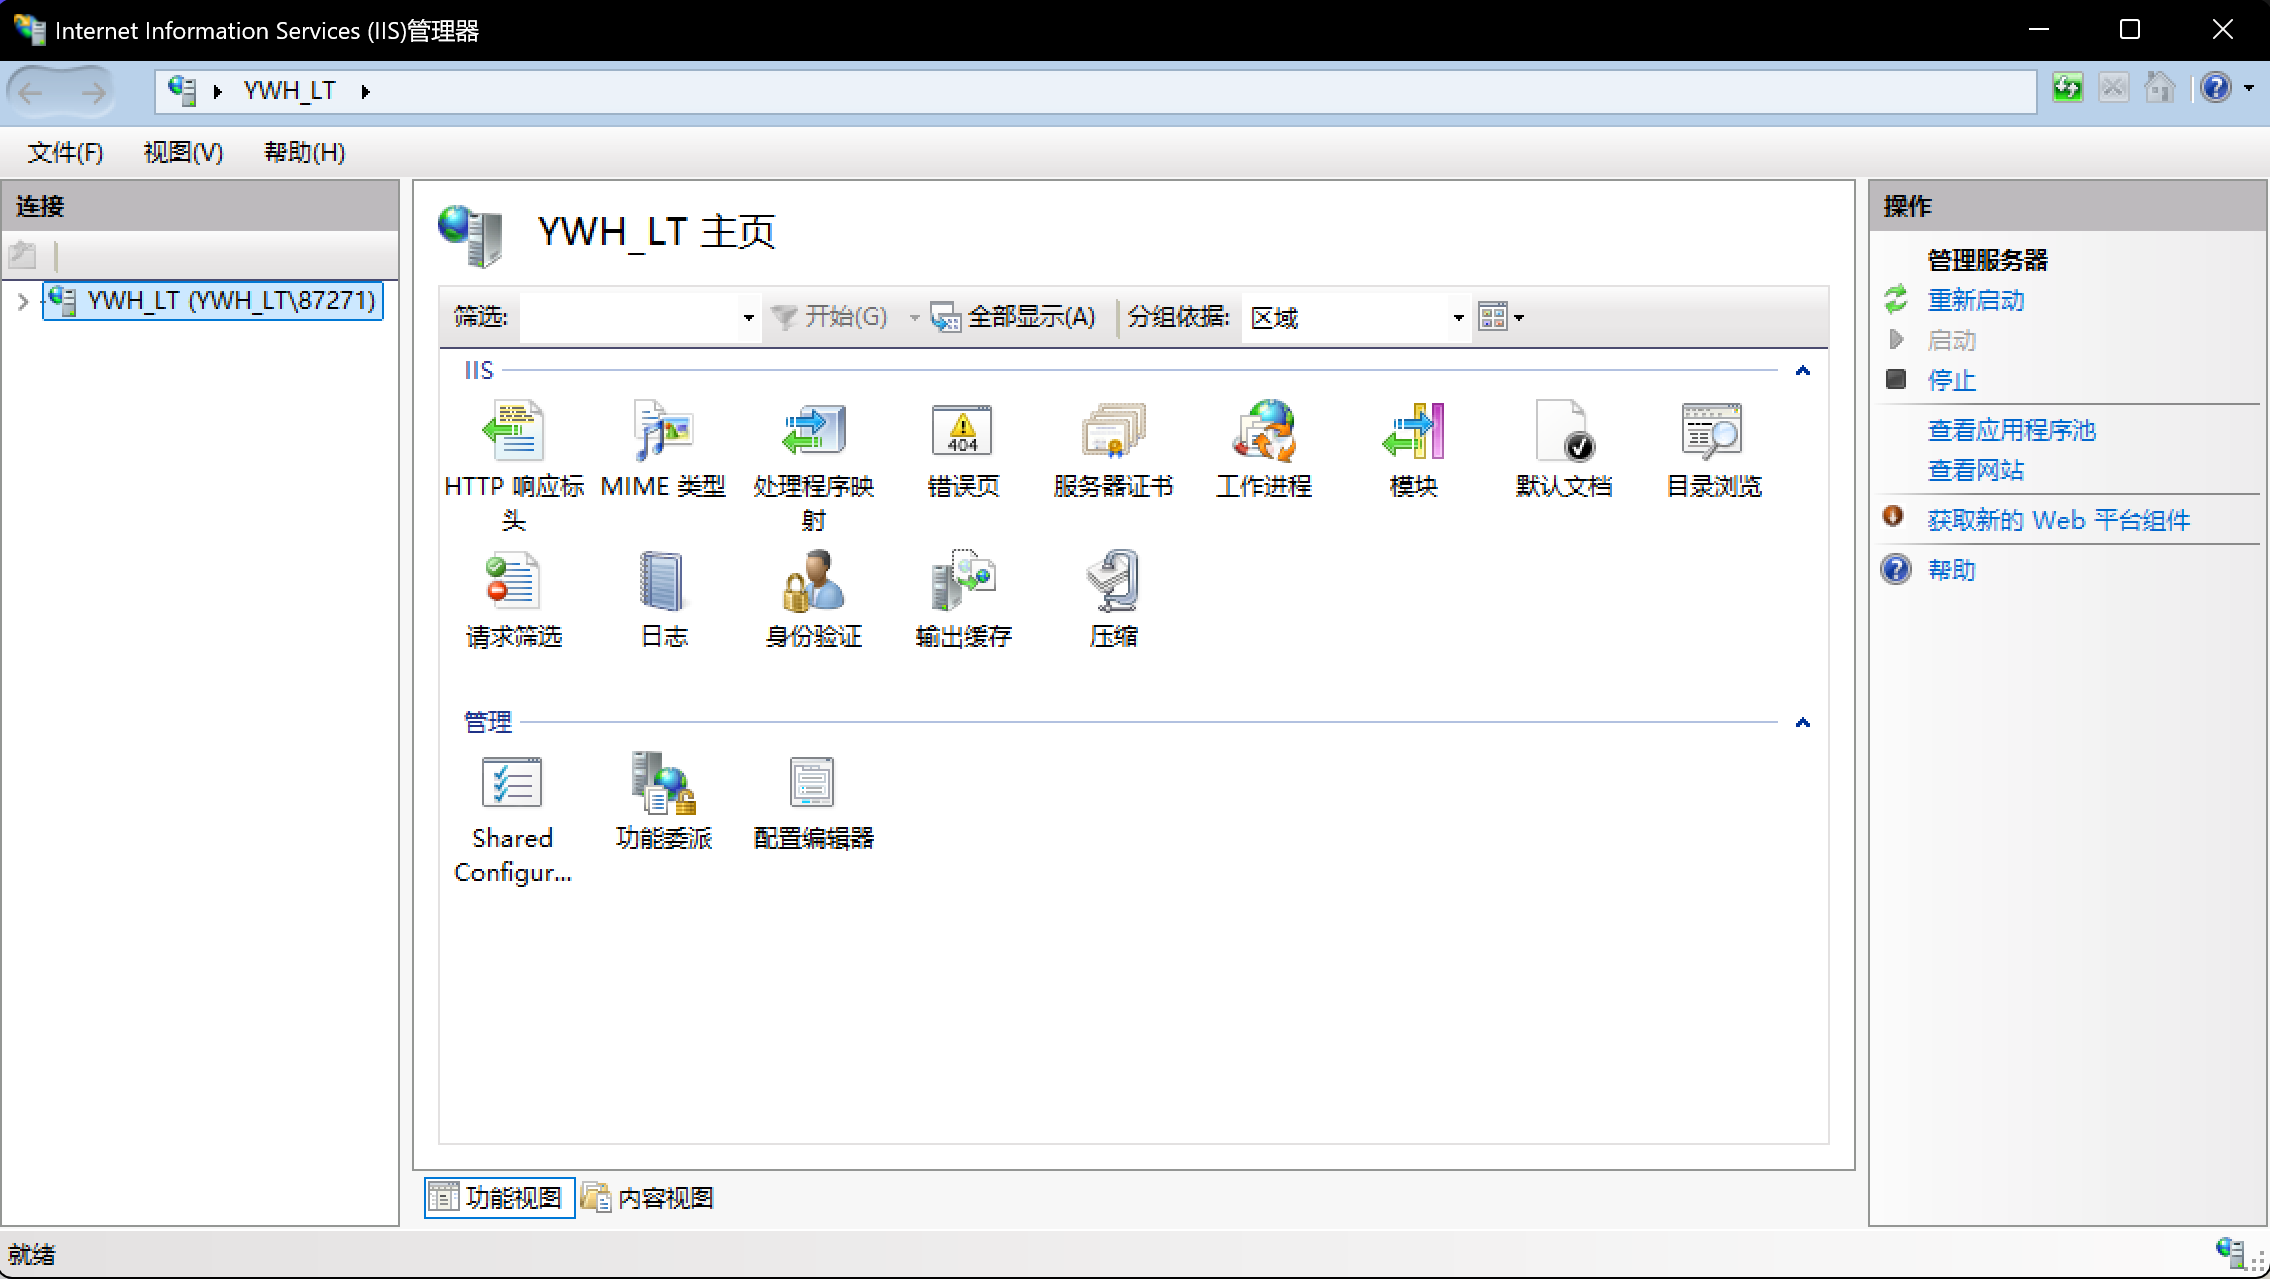 Internet Information Services (IIS)管理器
YWH_LT
文件(F) 视图(V) 帮助(H)
连接
YWH_LT (YWH_LT\87271)
YWH_LT 主页
筛选: 开始(G) 全部显示(A) 分组依据: 区域
IIS
HTTP 响应标头
MIME 类型
处理程序映射
404
错误页
服务器证书
工作进程
模块
默认文档
目录浏览
请求筛选
日志
身份验证
输出缓存
压缩
管理
Shared Configur...
功能委派
配置编辑器
功能视图 内容视图
操作
管理服务器
重新启动
启动
停止
查看应用程序池
查看网站
获取新的 Web 平台组件
帮助
就绪